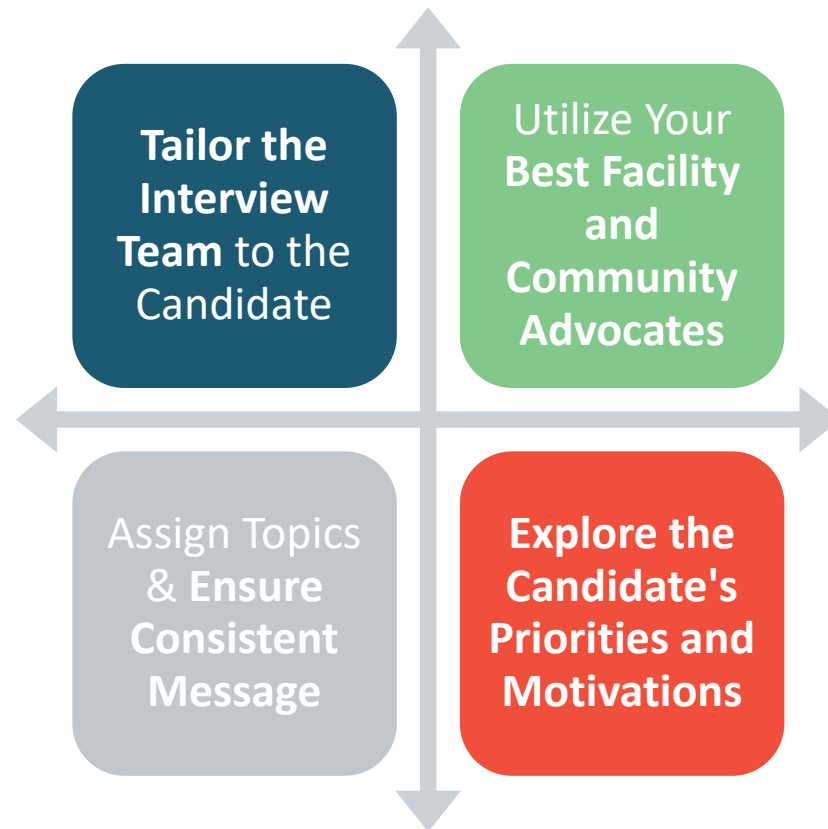 Tailor the
Interview
Team to the
Candidate
Utilize Your
Best Facility
and
Community
Advocates
Assign Topics
& Ensure
Consistent
Message
Explore the
Candidate's
Priorities and
Motivations